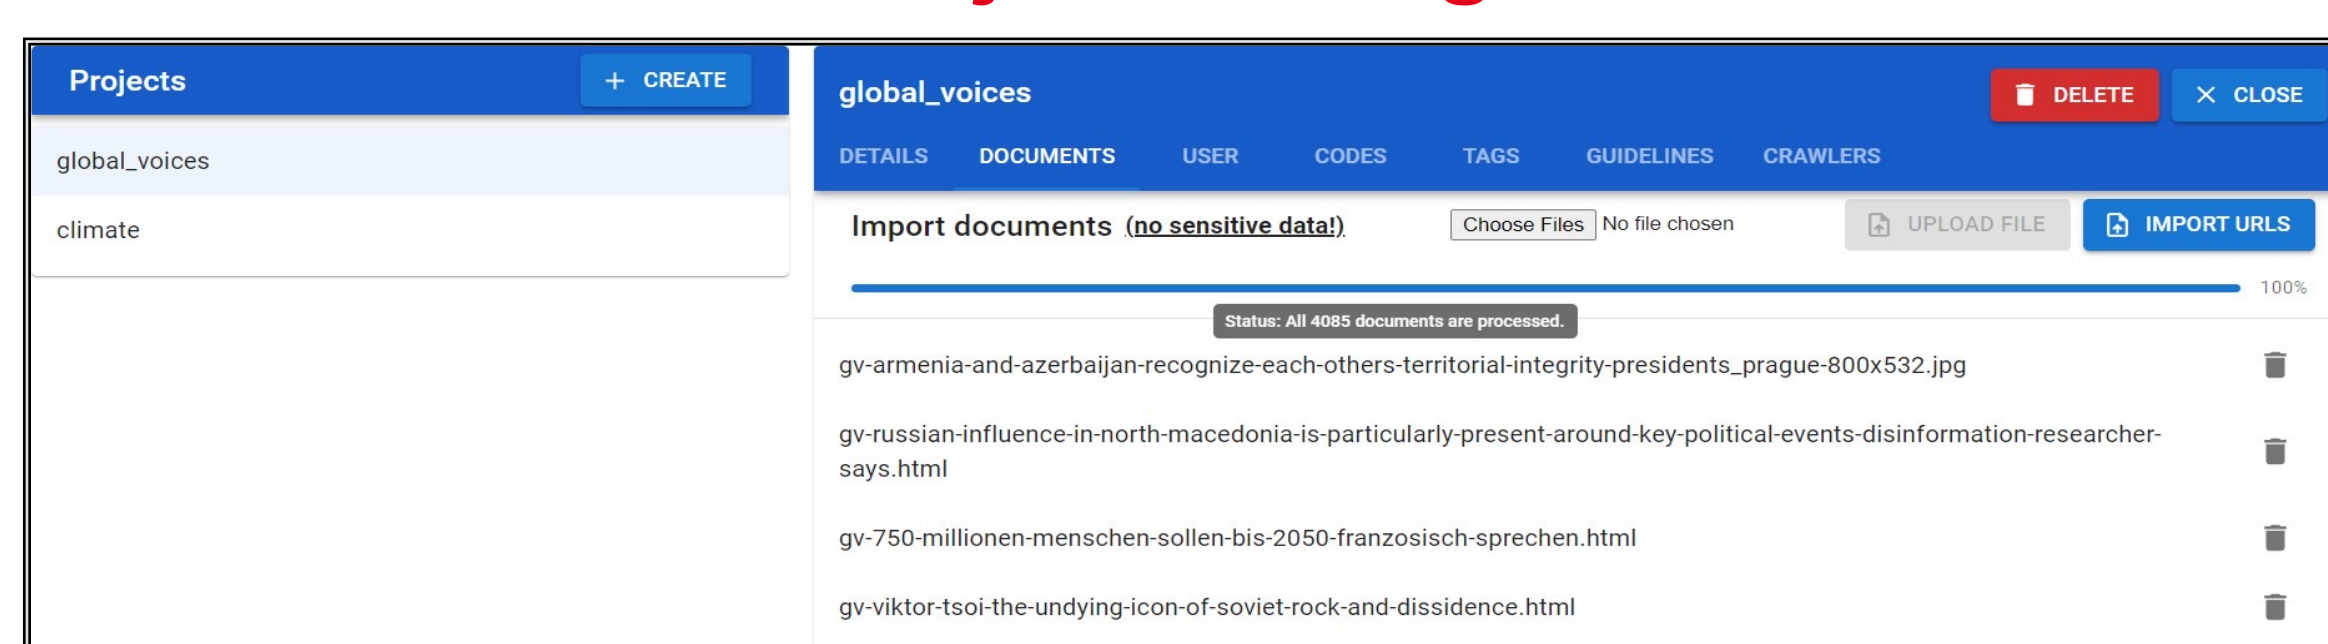 Projects
+ CREATE
global_voices
climate
global_voices
DELETE
× CLOSE
DETAILS DOCUMENTS USER CODES TAGS GUIDELINES CRAWLERS
Import documents (no sensitive data!) Choose Files No file chosen UPLOAD FILE IMPORT URLS
100%
Status: All 4085 documents are processed.
gv-armenia-and-azerbaijan-recognize-each-others-territorial-integrity-presidents_prague-800x532.jpg
gv-russian-influence-in-north-macedonia-is-particularly-present-around-key-political-events-disinformation-researcher-
says.html
gv-750-millionen-menschen-sollen-bis-2050-franzosisch-sprechen.html
gv-viktor-tsoi-the-undying-icon-of-soviet-rock-and-dissidence.html